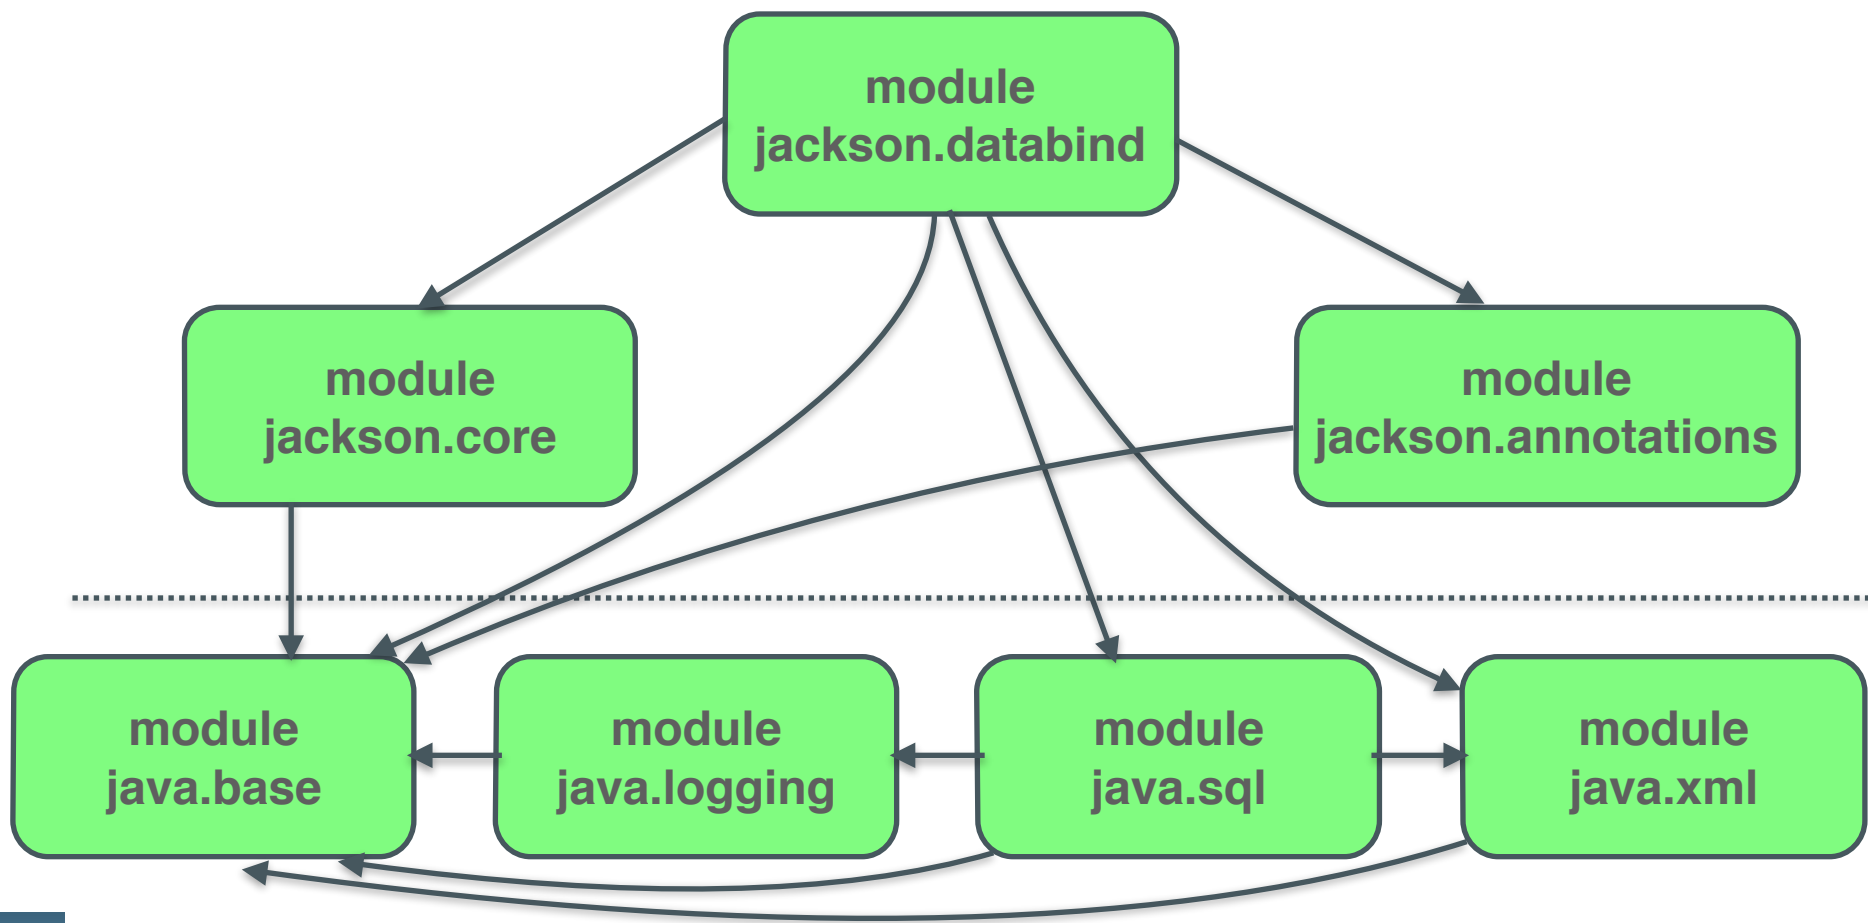 module
jackson.databind
module
jackson.core
module
jackson.annotations
module
java.base
module
java.logging
module
java.sql
module
java.xml